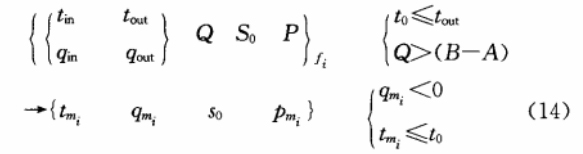 { { t_in t_out Q S_0 P }_{f_i} { t_0≤t_out
q_in q_out } Q>(B−A)
→{ t_{m_i} q_{m_i} s_0 p_{m_i} } { q_{m_i}<0
t_{m_i}≤t_0 (14)